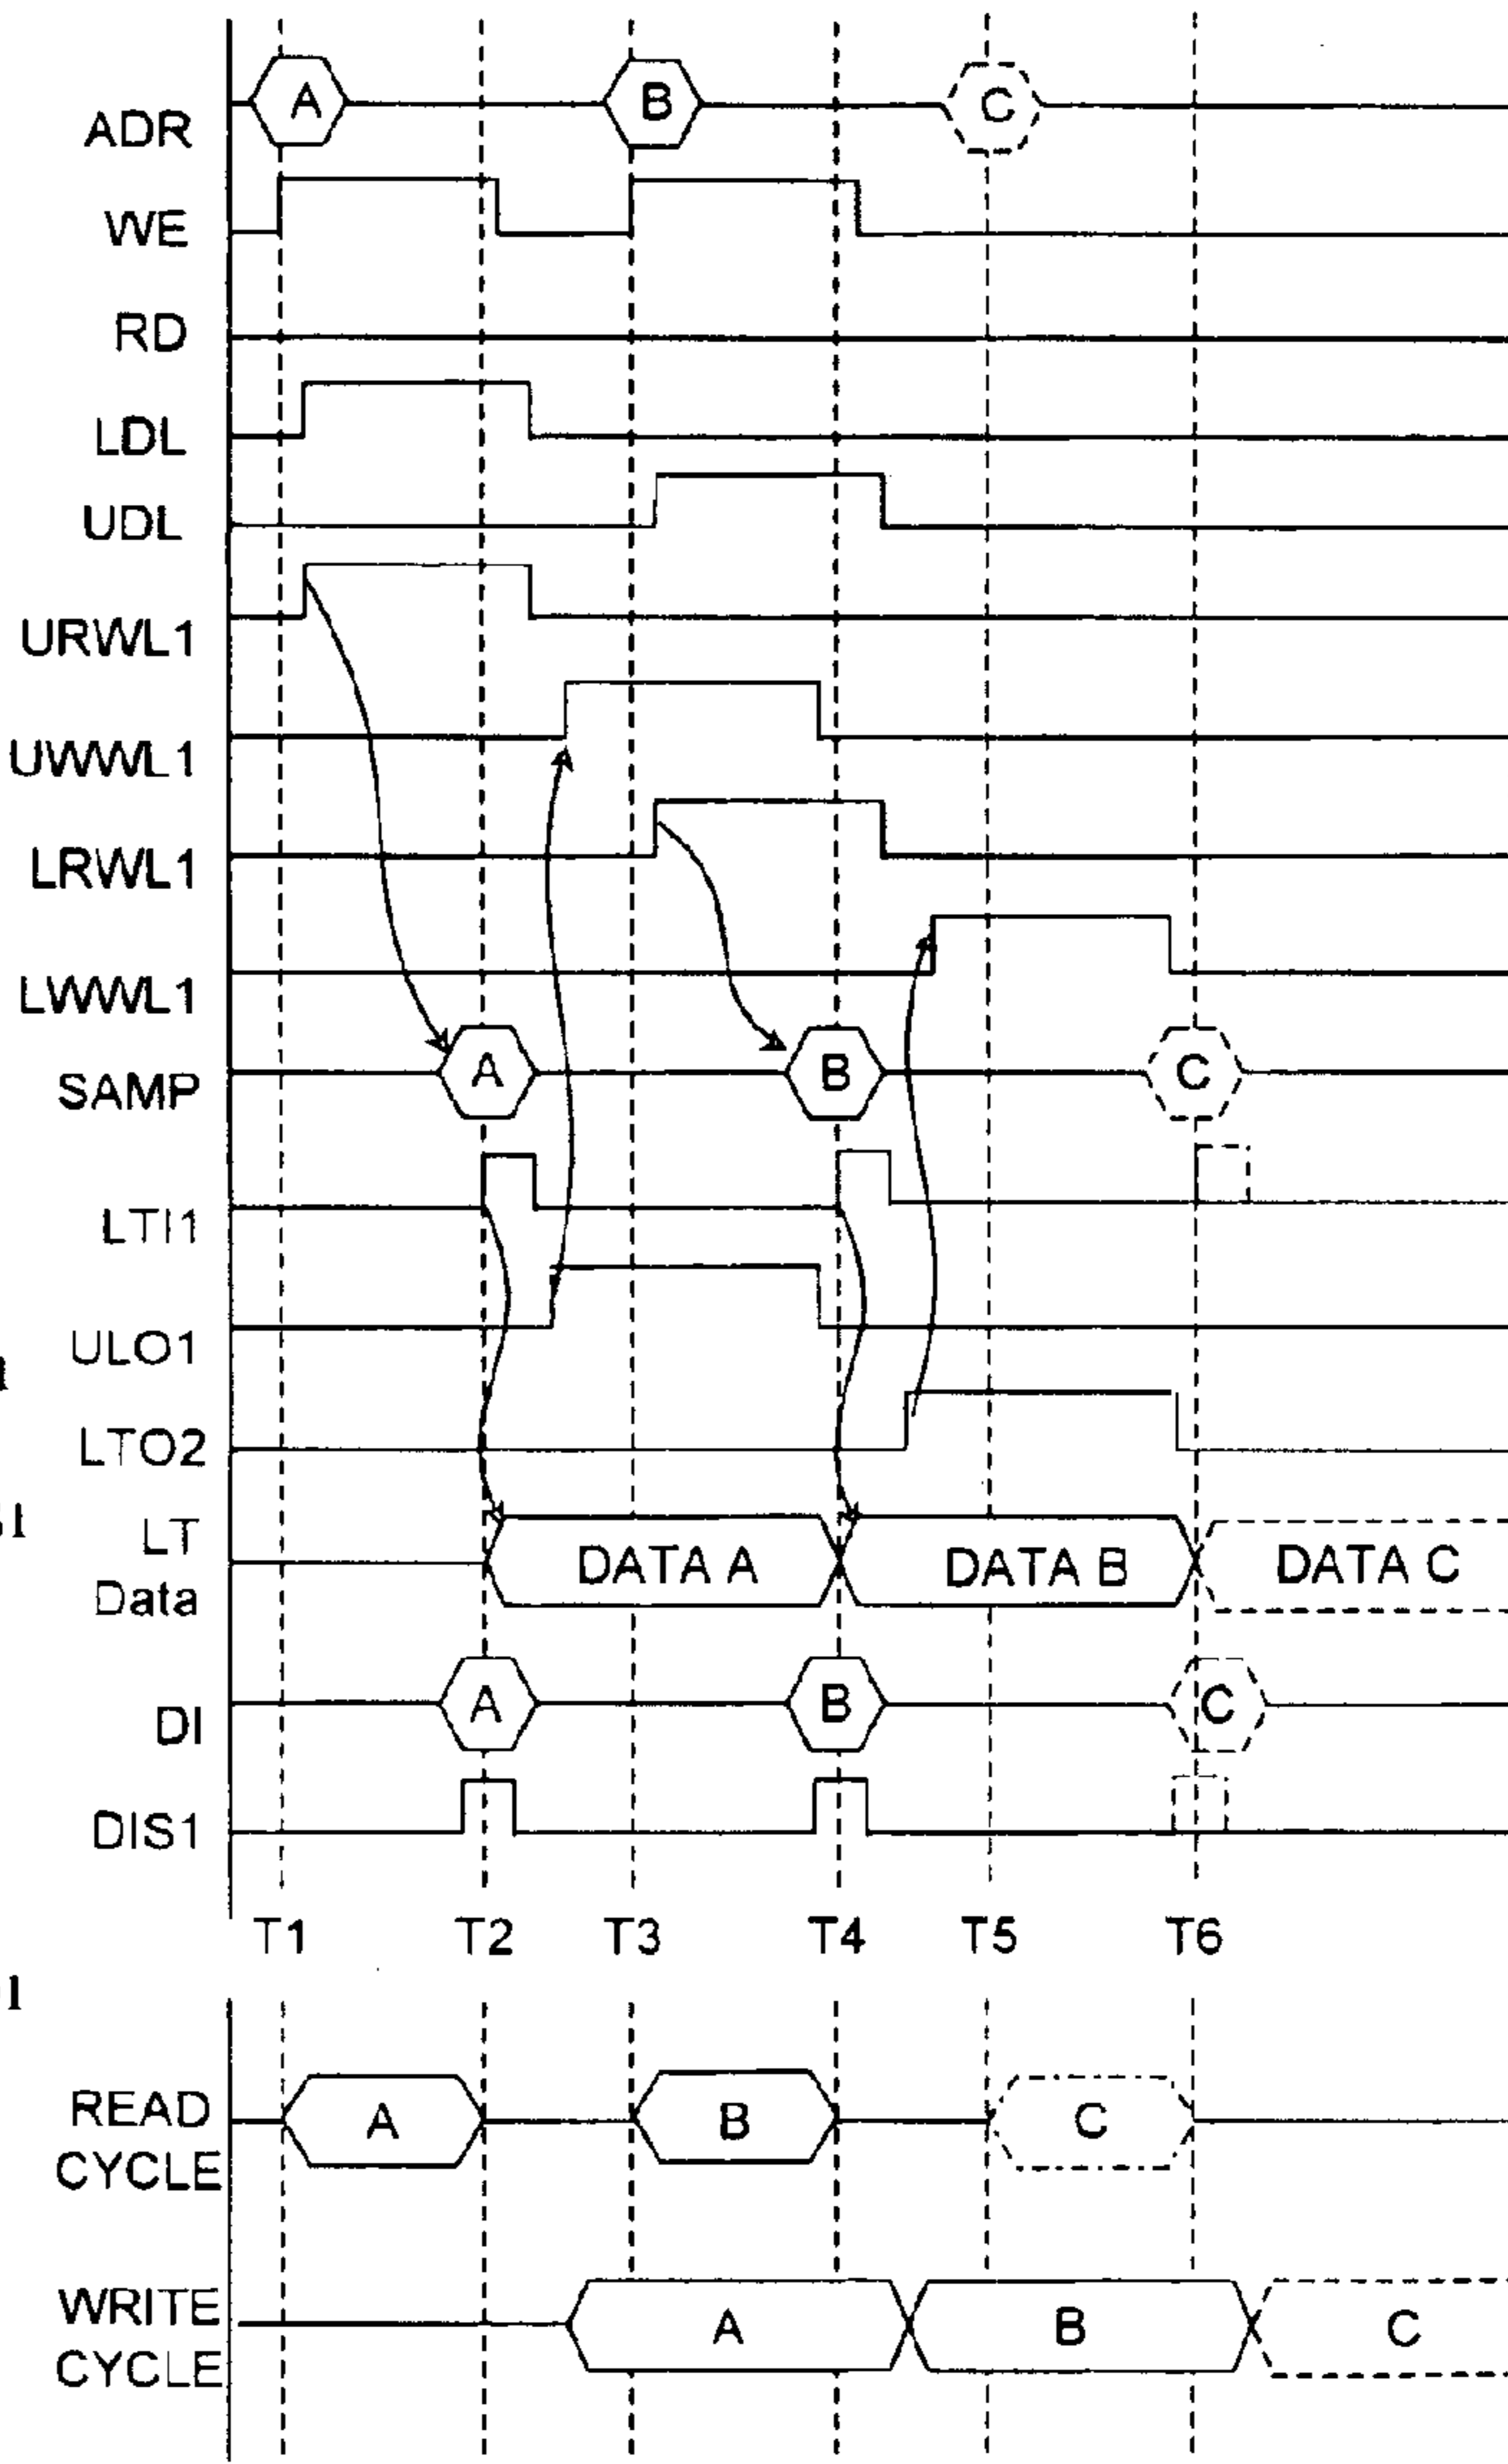 ADR A B C
WE
RD
LDL
UDL
URWL1
UWWL1
LRWL1
LWWL1
SAMP A B C
LTI1
ULO1
LTO2
LT
Data DATA A DATA B DATA C
DI A B C
DIS1
T1 T2 T3 T4 T5 T6
READ
CYCLE A B C
WRITE
CYCLE A B C